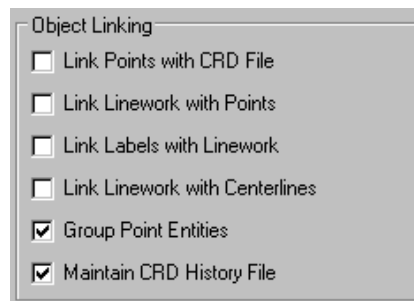 Object Linking
Link Points with CRD File
Link Linework with Points
Link Labels with Linework
Link Linework with Centerlines
Group Point Entities
Maintain CRD History File